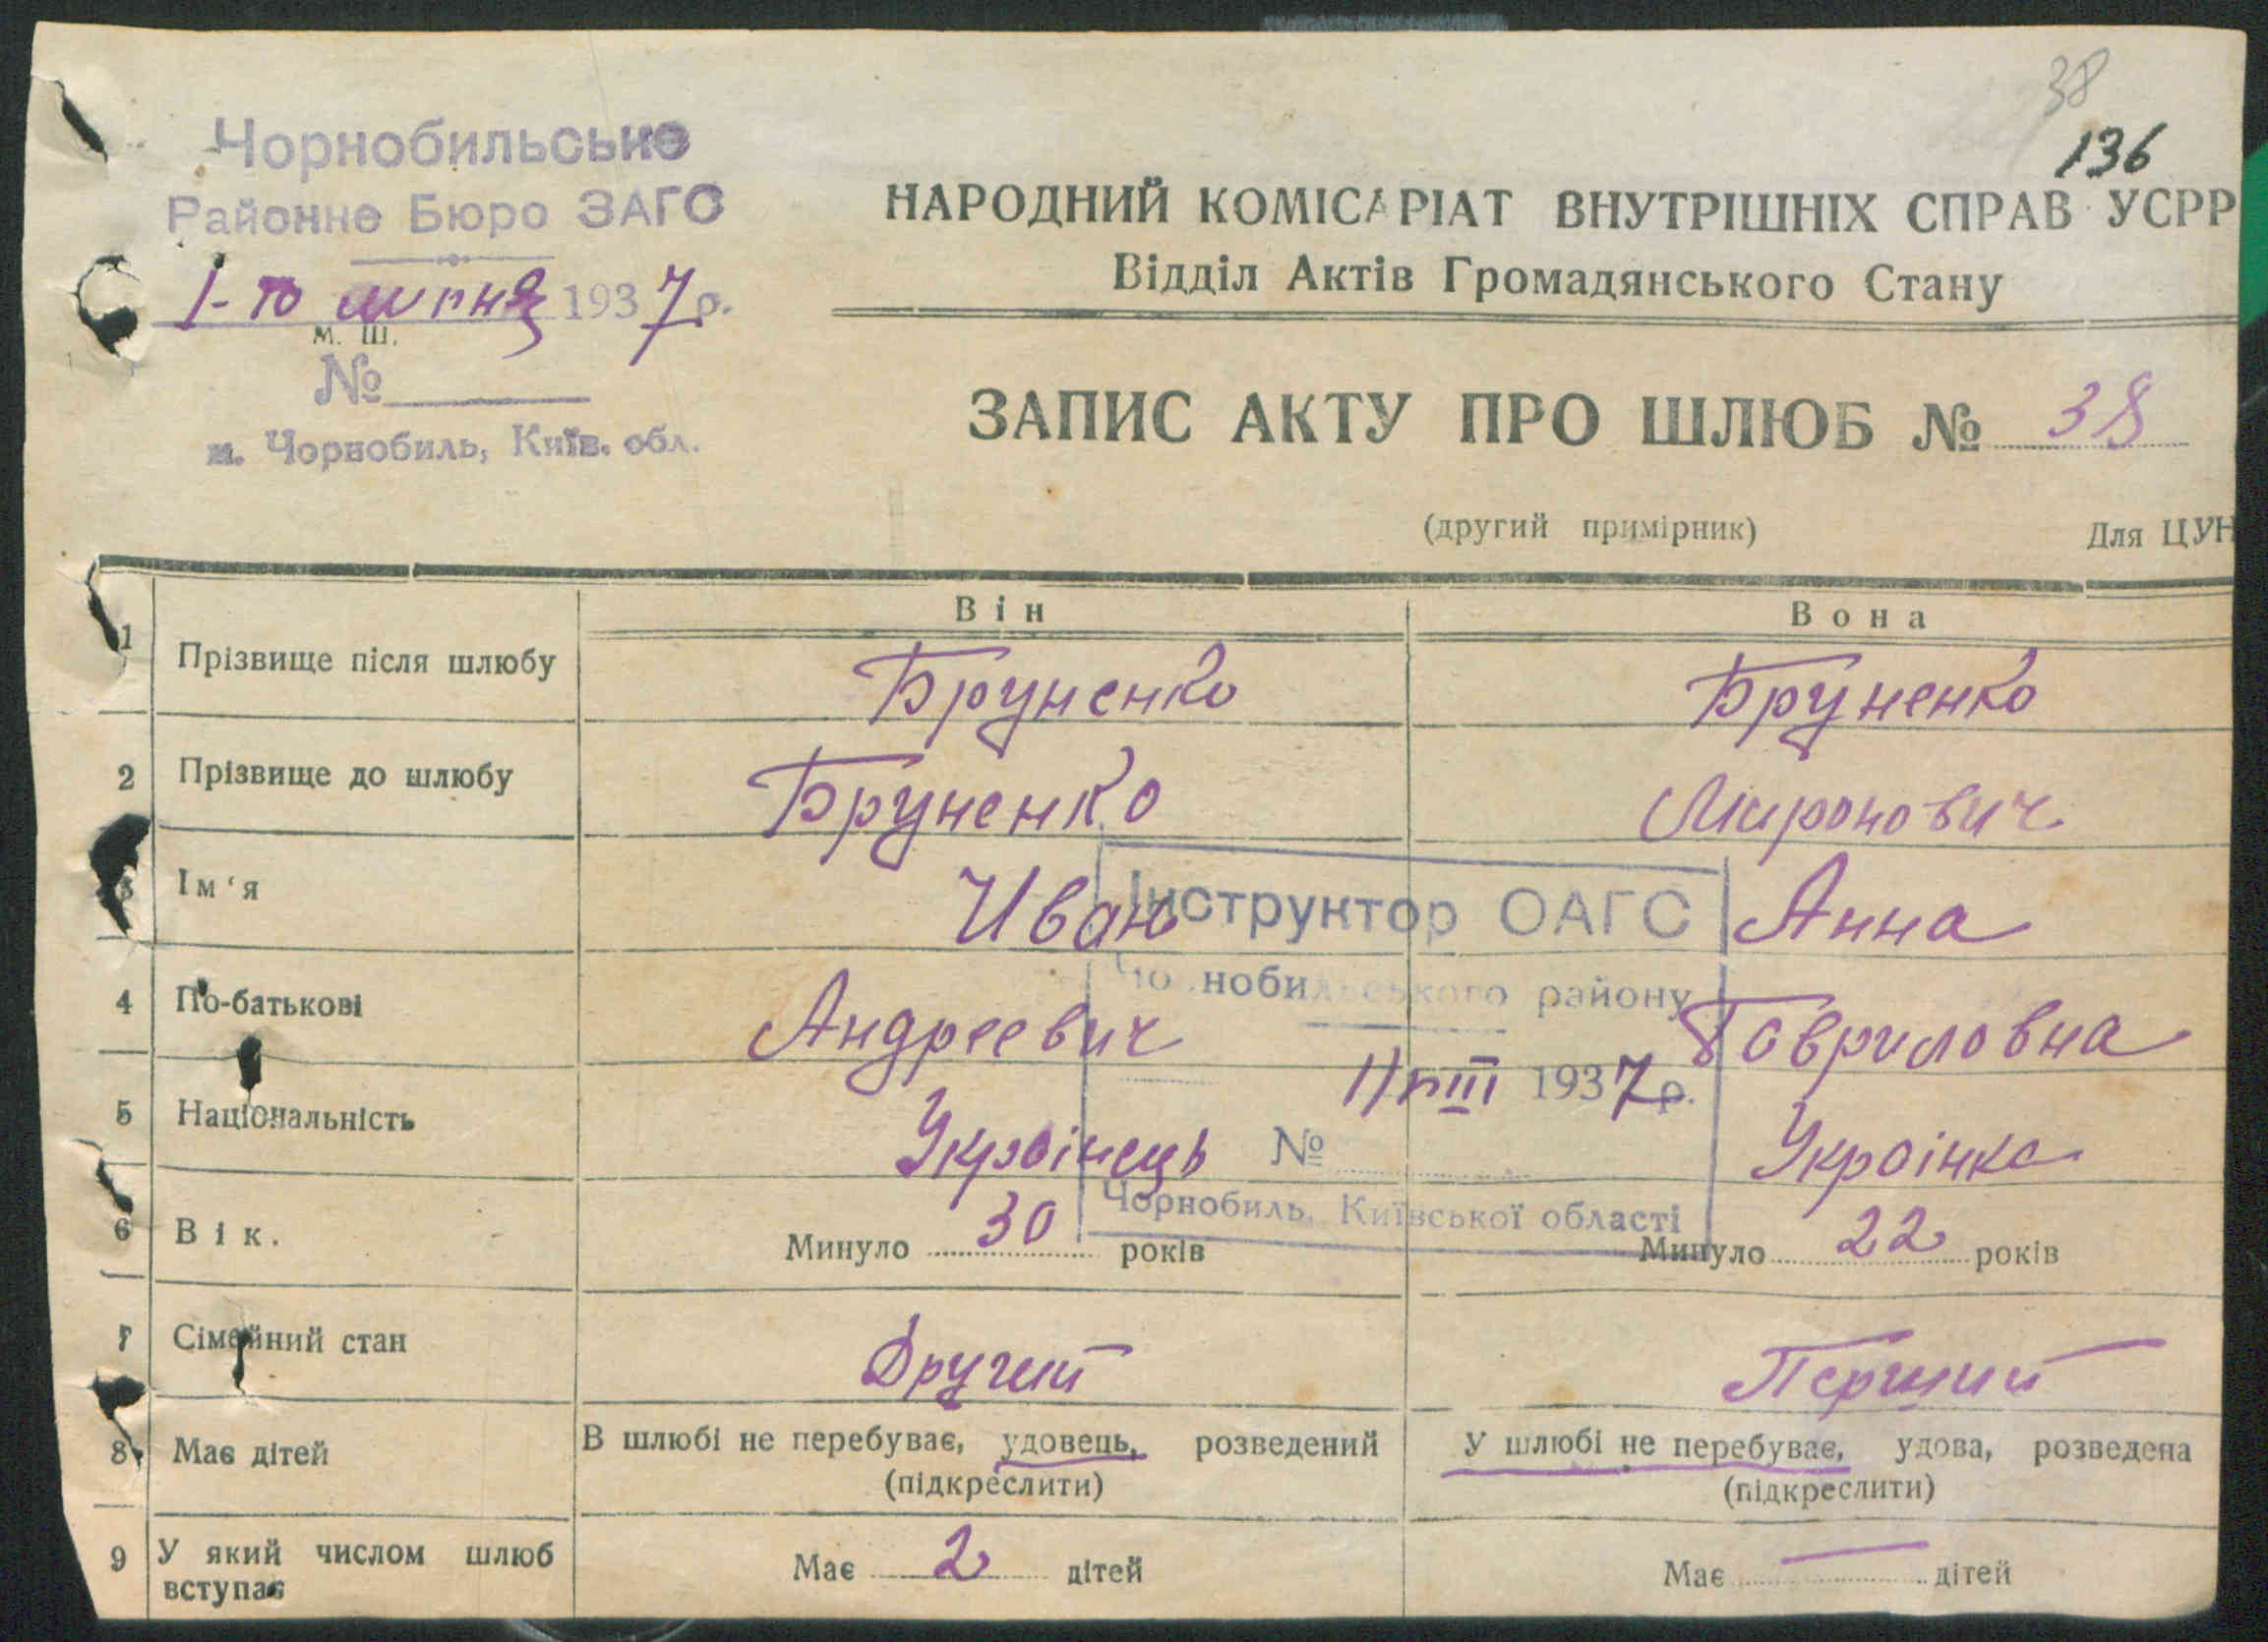 38
136
Чорнобильське
Районне Бюро ЗАГС
1-го липня 1937 р.
м. ш.
№
м. Чорнобиль, Київ. обл.
НАРОДНИЙ КОМІСАРІАТ ВНУТРІШНІХ СПРАВ УСРР
Відділ Актів Громадянського Стану
ЗАПИС АКТУ ПРО ШЛЮБ № 38
(другий примірник) Для ЦУН
Він Вона
1 Прізвище після шлюбу Бруненко Бруненко
2 Прізвище до шлюбу Бруненко Миронович
3 Ім‘я Иван Анна
Інструктор ОАГС
Чорнобильського району
4 По-батькові Андреевич Гавриловна
1937 р.
5 Національність Українець Українка
№
Чорнобиль, Київської області
6 Вік. Минуло 30 років Минуло 22 років
7 Сімейний стан Другий Перший
8 Має дітей В шлюбі не перебуває, удовець, розведений У шлюбі не перебуває, удова, розведена
(підкреслити) (підкреслити)
9 У який числом шлюб вступає Має 2 дітей Має — дітей